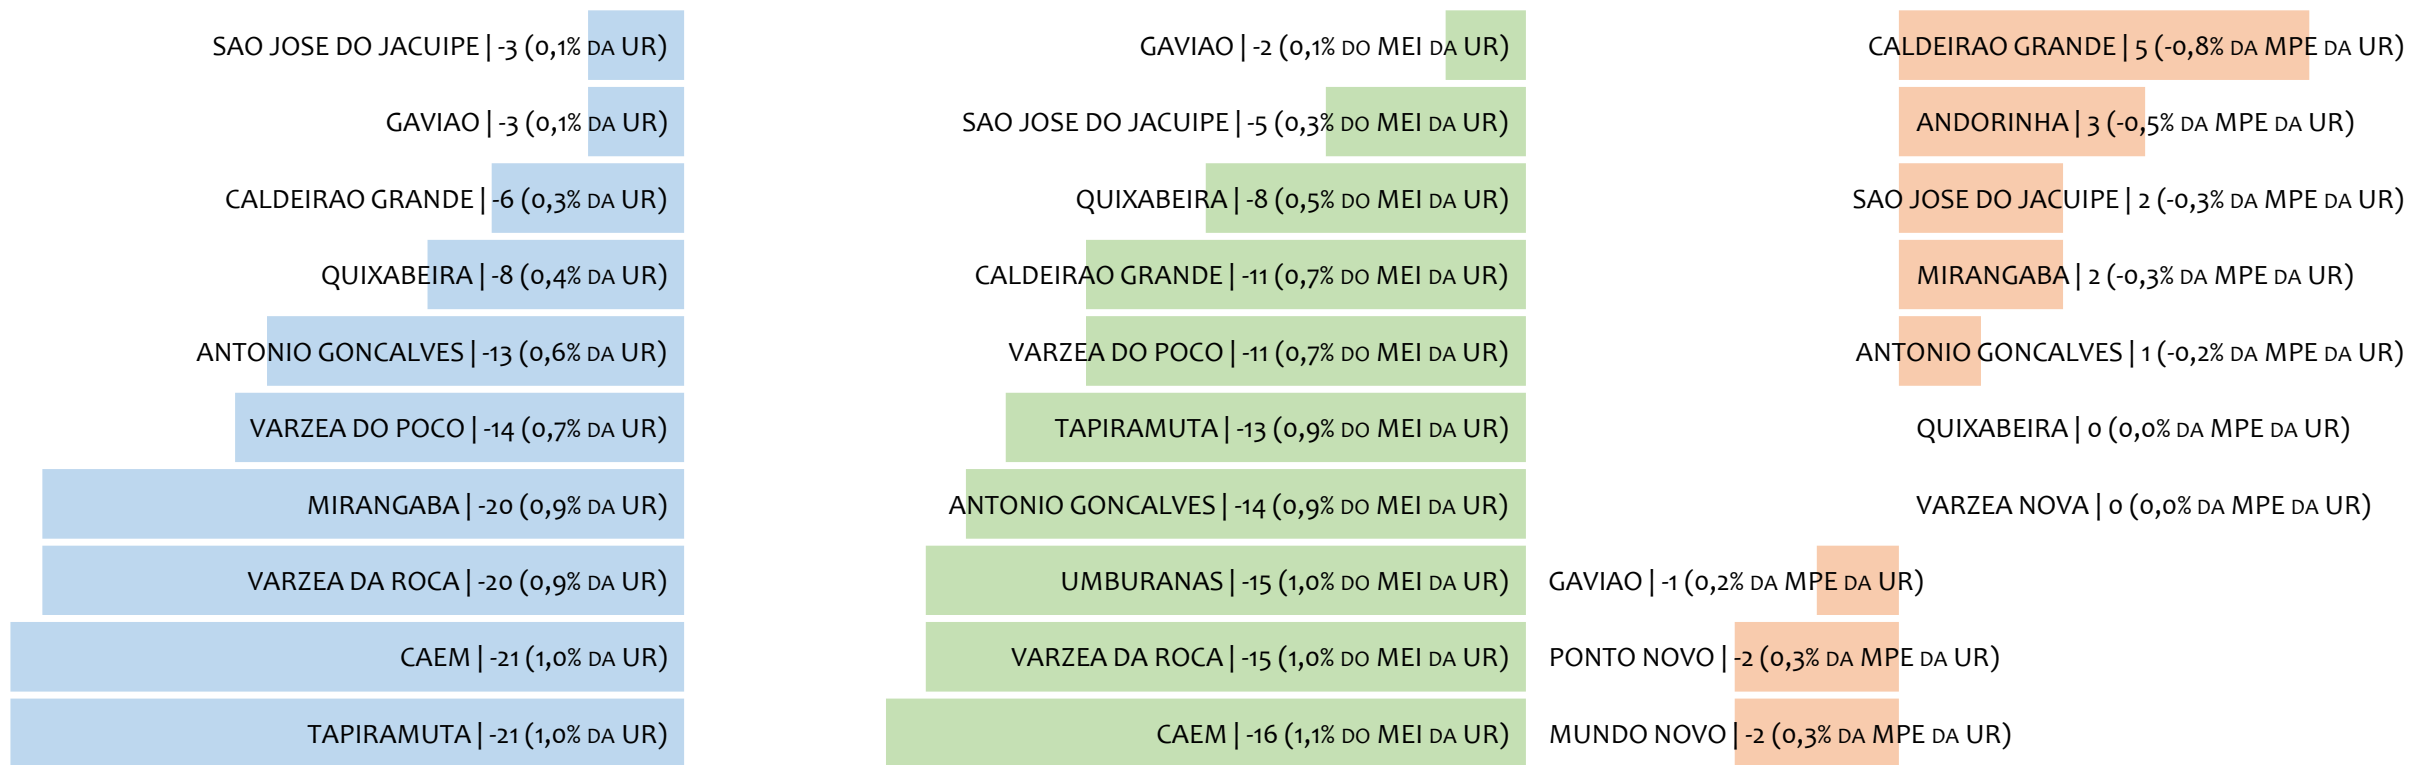 SAO JOSE DO JACUIPE | -3 (0,1% DA UR)
GAVIAO | -3 (0,1% DA UR)
CALDEIRAO GRANDE | -6 (0,3% DA UR)
QUIXABEIRA | -8 (0,4% DA UR)
ANTONIO GONCALVES | -13 (0,6% DA UR)
VARZEA DO POCO | -14 (0,7% DA UR)
MIRANGABA | -20 (0,9% DA UR)
VARZEA DA ROCA | -20 (0,9% DA UR)
CAEM | -21 (1,0% DA UR)
TAPIRAMUTA | -21 (1,0% DA UR)
GAVIAO | -2 (0,1% DO MEI DA UR)
SAO JOSE DO JACUIPE | -5 (0,3% DO MEI DA UR)
QUIXABEIRA | -8 (0,5% DO MEI DA UR)
CALDEIRAO GRANDE | -11 (0,7% DO MEI DA UR)
VARZEA DO POCO | -11 (0,7% DO MEI DA UR)
TAPIRAMUTA | -13 (0,9% DO MEI DA UR)
ANTONIO GONCALVES | -14 (0,9% DO MEI DA UR)
UMBURANAS | -15 (1,0% DO MEI DA UR)
VARZEA DA ROCA | -15 (1,0% DO MEI DA UR)
CAEM | -16 (1,1% DO MEI DA UR)
CALDEIRAO GRANDE | 5 (-0,8% DA MPE DA UR)
ANDORINHA | 3 (-0,5% DA MPE DA UR)
SAO JOSE DO JACUIPE | 2 (-0,3% DA MPE DA UR)
MIRANGABA | 2 (-0,3% DA MPE DA UR)
ANTONIO GONCALVES | 1 (-0,2% DA MPE DA UR)
QUIXABEIRA | 0 (0,0% DA MPE DA UR)
VARZEA NOVA | 0 (0,0% DA MPE DA UR)
GAVIAO | -1 (0,2% DA MPE DA UR)
PONTO NOVO | -2 (0,3% DA MPE DA UR)
MUNDO NOVO | -2 (0,3% DA MPE DA UR)